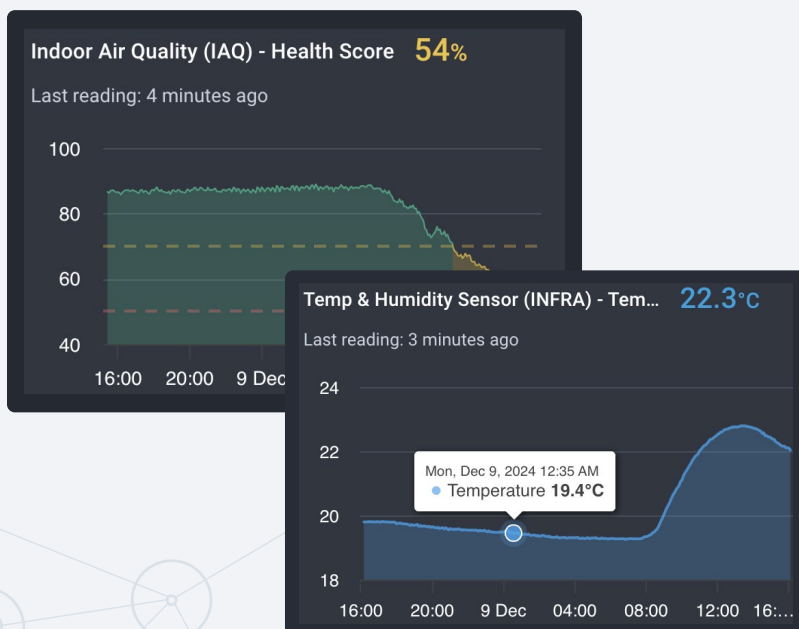 Indoor Air Quality (IAQ) - Health Score 54%
Last reading: 4 minutes ago
100
80
60
40
16:00 20:00 9 Dec
Temp & Humidity Sensor (INFRA) - Tem... 22.3°C
Last reading: 3 minutes ago
24
22
20
18
Mon, Dec 9, 2024 12:35 AM
Temperature 19.4°C
16:00 20:00 9 Dec 04:00 08:00 12:00 16:...